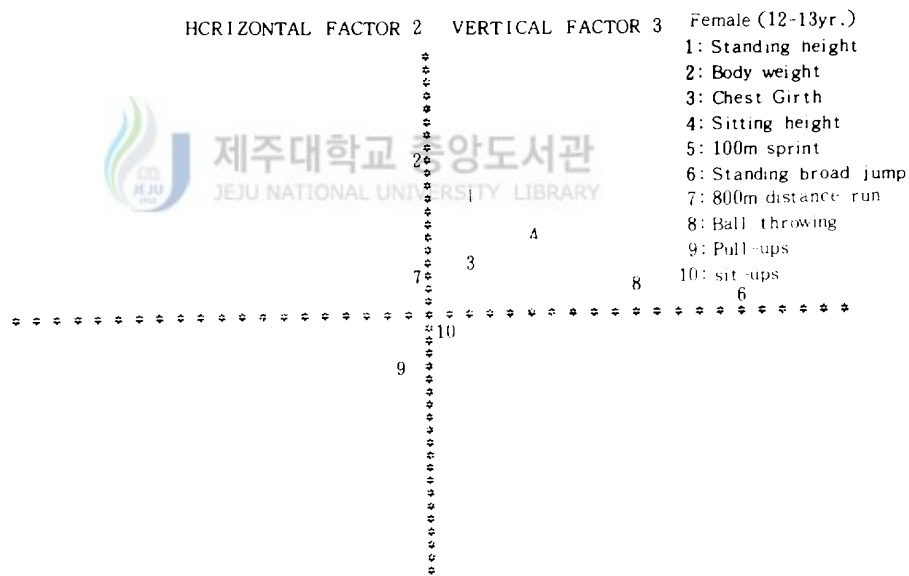 HCRIZONTAL FACTOR 2 VERTICAL FACTOR 3
Female (12-13yr.)
1: Standing height
2: Body weight
3: Chest Girth
4: Sitting height
5: 100m sprint
6: Standing broad jump
7: 800m distance run
8: Ball throwing
9: Pull-ups
10: sit-ups
제주대학교 중앙도서관
JEJU NATIONAL UNIVERSITY LIBRARY
JEJU
1952
2
1
4
3
7
8
6
10
9